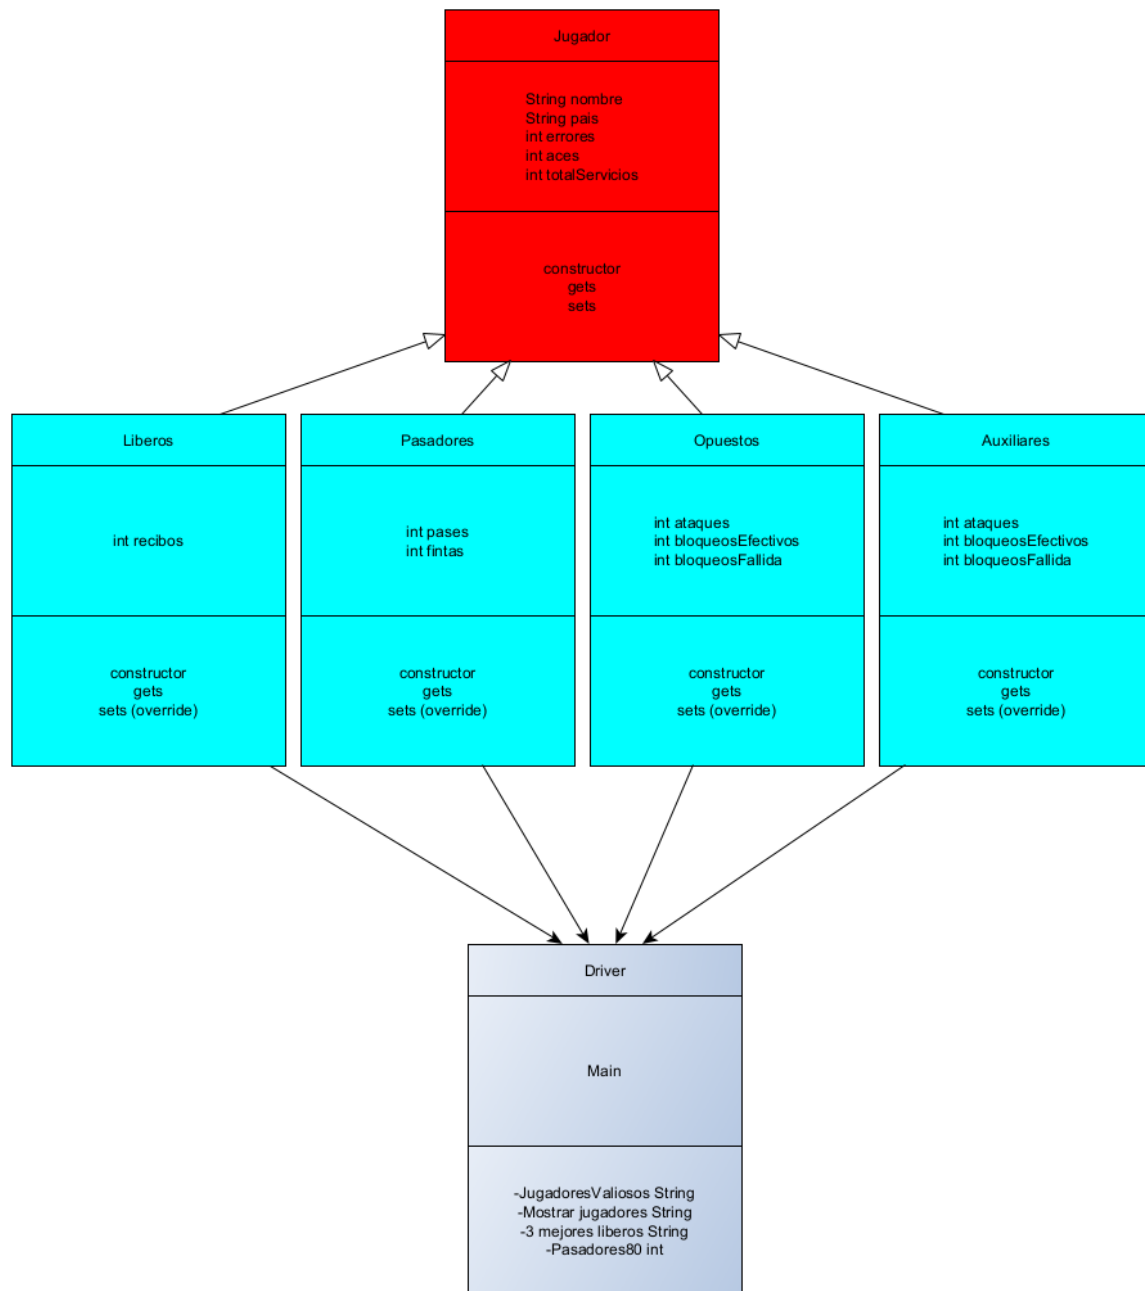 Jugador
String nombre
String pais
int errores
int aces
int totalServicios
constructor
gets
sets
Liberos
int recibos
constructor
gets
sets (override)
Pasadores
int pases
int fintas
constructor
gets
sets (override)
Opuestos
int ataques
int bloqueosEfectivos
int bloqueosFallida
constructor
gets
sets (override)
Auxiliares
int ataques
int bloqueosEfectivos
int bloqueosFallida
constructor
gets
sets (override)
Driver
Main
-JugadoresValiosos String
-Mostrar jugadores String
-3 mejores liberos String
-Pasadores80 int